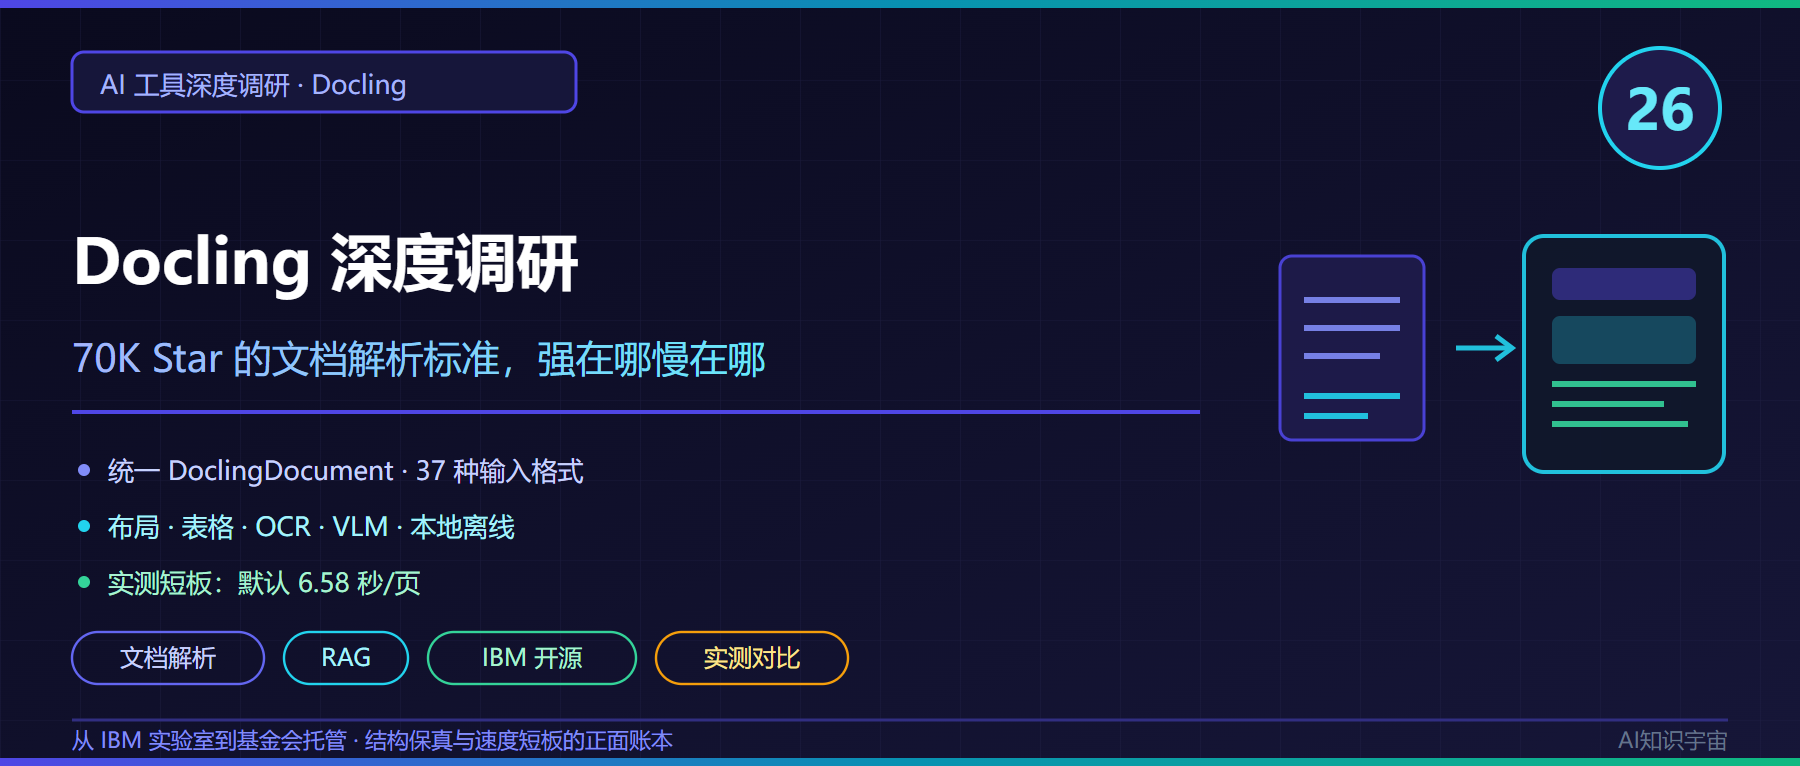 AI 工具深度调研 · Docling
26
Docling 深度调研
70K Star 的文档解析标准，强在哪慢在哪
统一 DoclingDocument · 37 种输入格式
布局 · 表格 · OCR · VLM · 本地离线
实测短板：默认 6.58 秒/页
文档解析
RAG
IBM 开源
实测对比
从 IBM 实验室到基金会托管 · 结构保真与速度短板的正面账本
AI知识宇宙